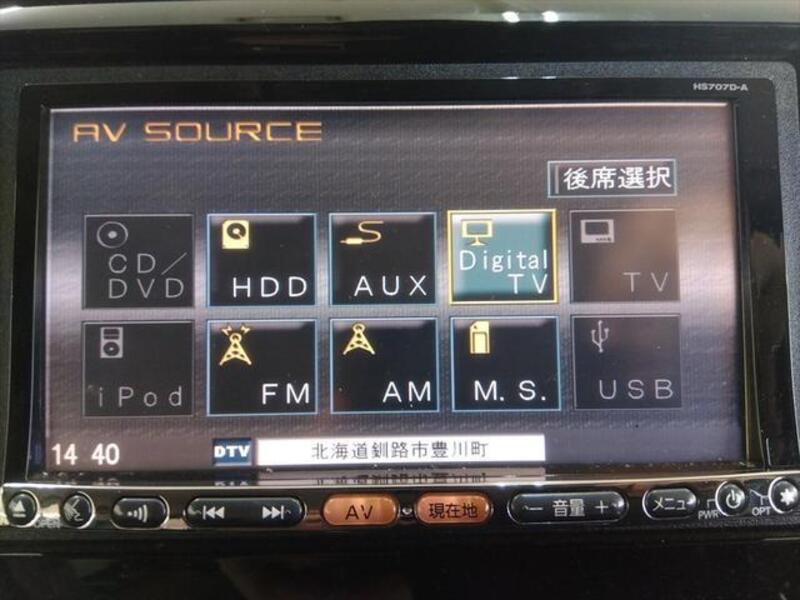 HS707D-A
AV SOURCE
後席選択
CD/
DVD
HDD
AUX
Digital
TV
TV
iPod
FM
AM
M.S.
USB
14 40
DTV
北海道釧路市豊川町
AV
現在地
－ 音量 ＋
メニュー
PWR
OPT